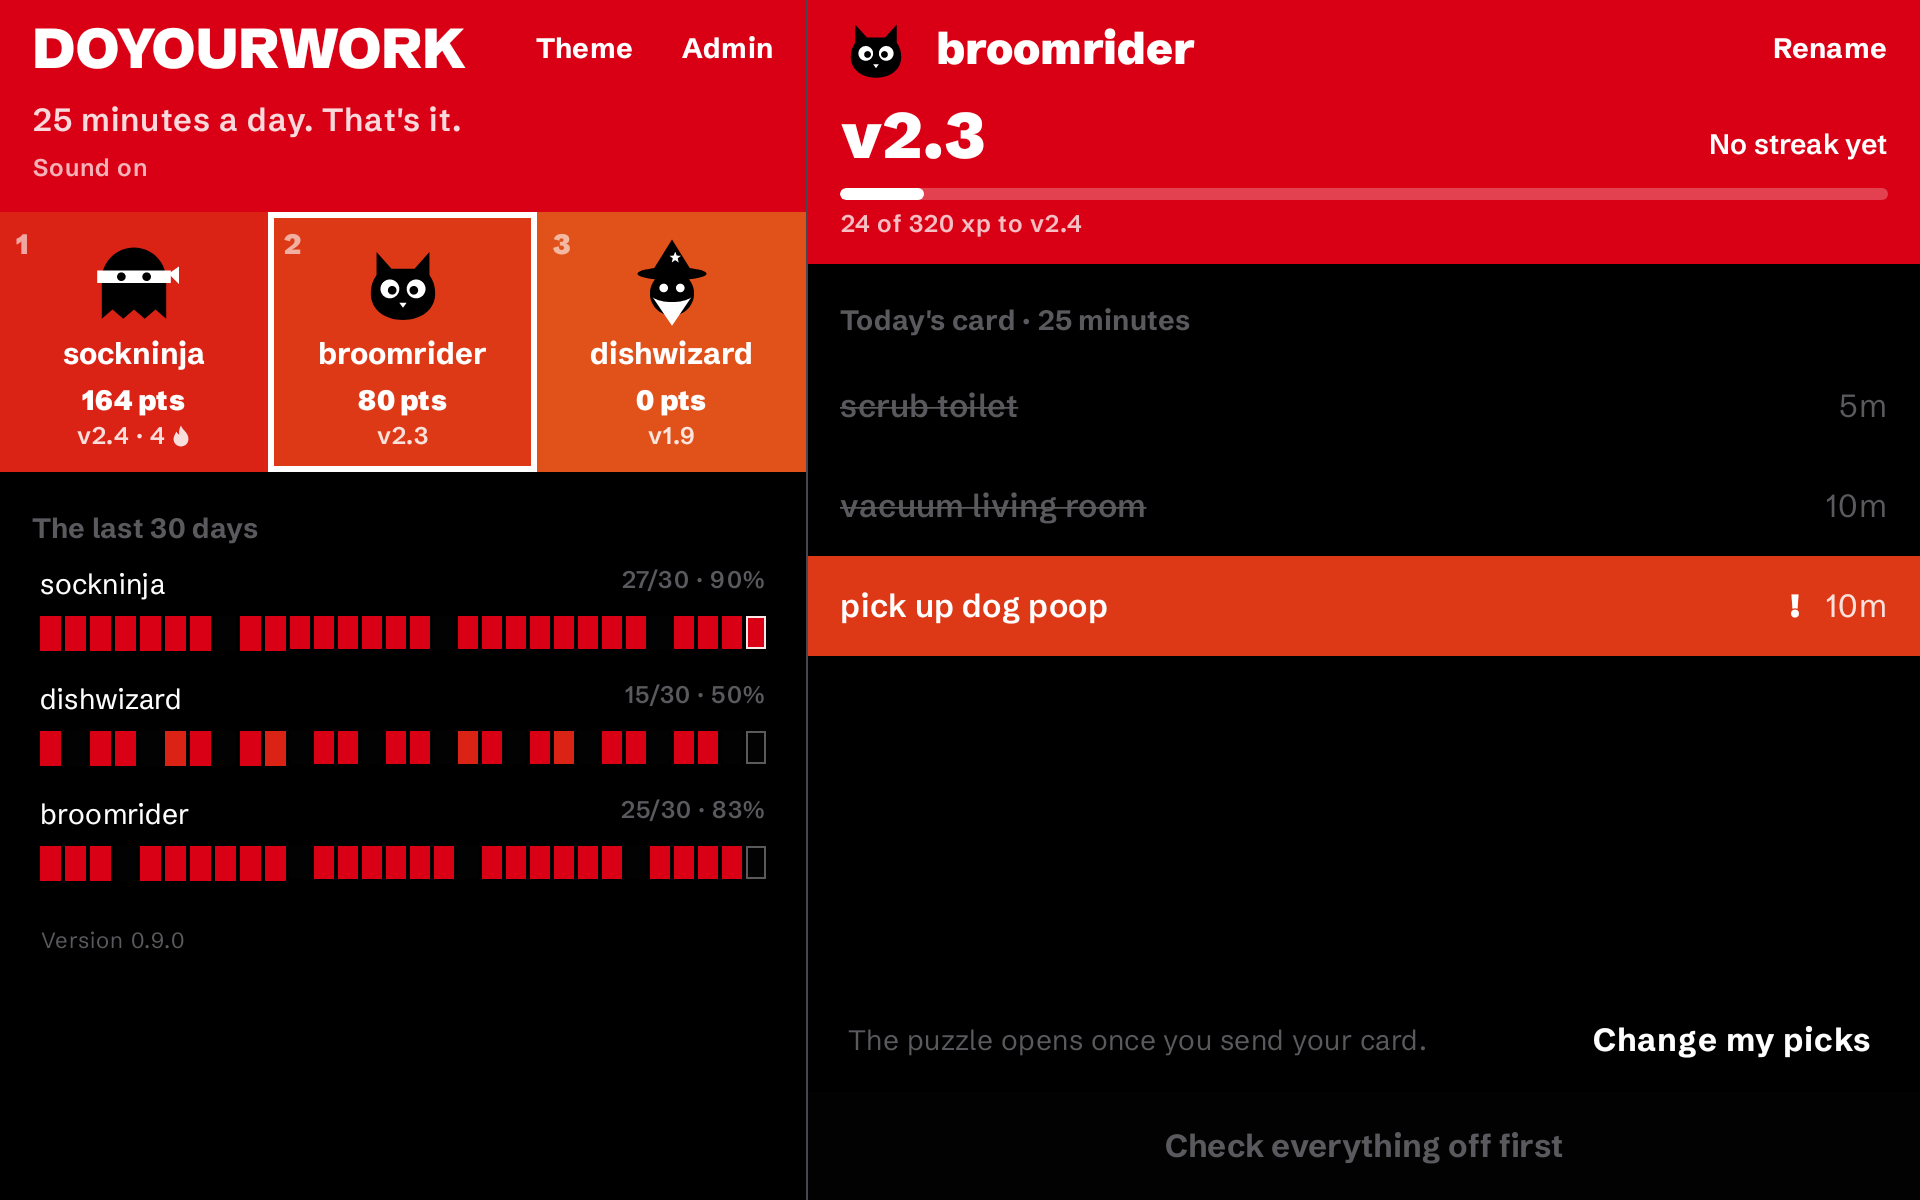 DOYOURWORK
Theme
Admin
25 minutes a day. That's it.
Sound on
1
sockninja
164 pts
v2.4 · 4
2
broomrider
80 pts
v2.3
3
dishwizard
0 pts
v1.9
The last 30 days
sockninja
27/30 · 90%
dishwizard
15/30 · 50%
broomrider
25/30 · 83%
Version 0.9.0
broomrider
Rename
v2.3
No streak yet
24 of 320 xp to v2.4
Today's card · 25 minutes
scrub toilet
5m
vacuum living room
10m
pick up dog poop
! 10m
The puzzle opens once you send your card.
Change my picks
Check everything off first